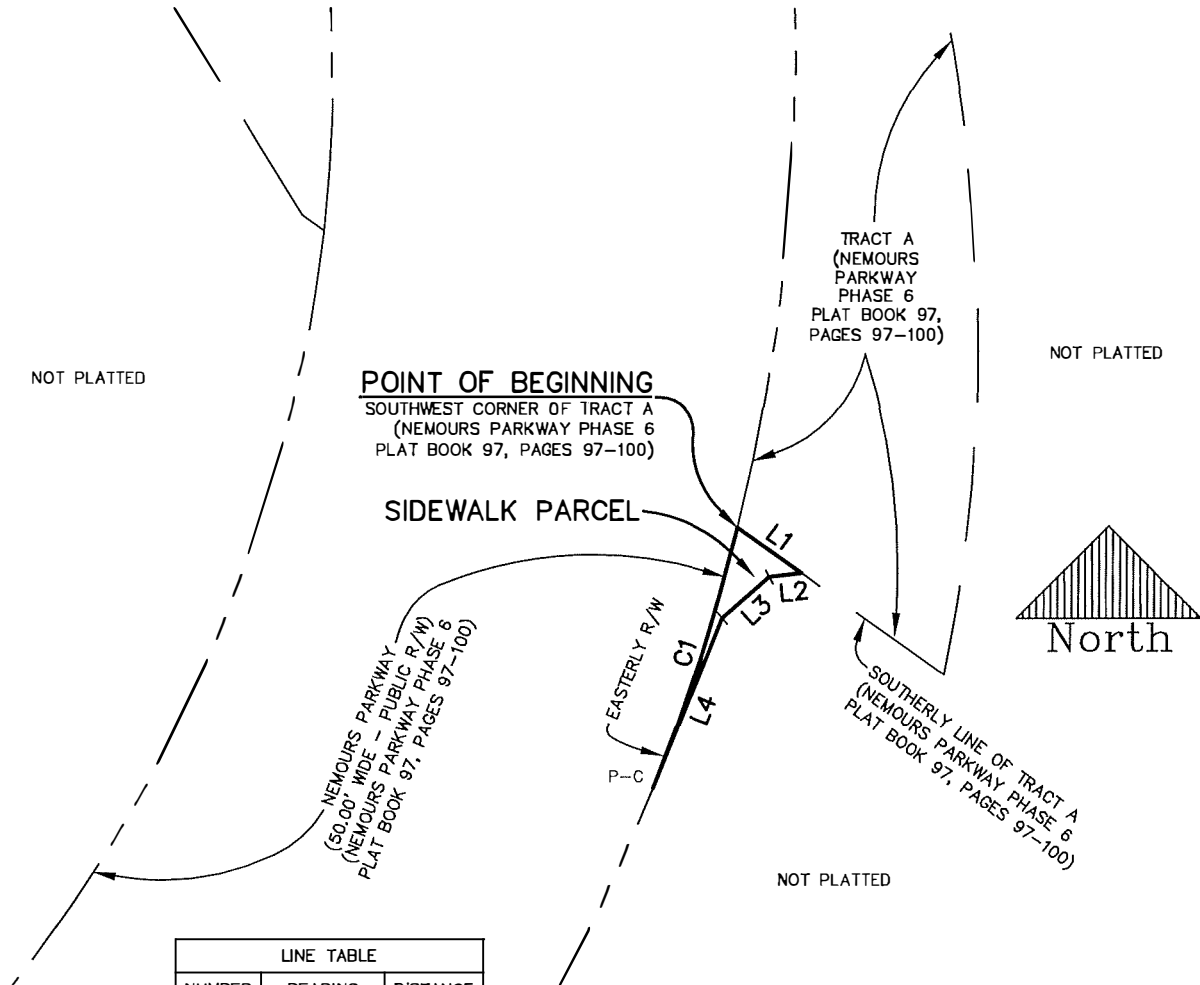 TRACT A
(NEMOURS
PARKWAY
PHASE 6
PLAT BOOK 97,
PAGES 97-100)
NOT PLATTED
NOT PLATTED
POINT OF BEGINNING
SOUTHWEST CORNER OF TRACT A
(NEMOURS PARKWAY PHASE 6
PLAT BOOK 97, PAGES 97-100)
SIDEWALK PARCEL
L1
L2
L3
C1
L4
EASTERLY R/W
P-C
North
NEMOURS PARKWAY
(50.00' WIDE - PUBLIC R/W)
(NEMOURS PARKWAY PHASE 6
PLAT BOOK 97, PAGES 97-100)
SOUTHERLY LINE OF TRACT A
(NEMOURS PARKWAY PHASE 6
PLAT BOOK 97, PAGES 97-100)
NOT PLATTED
LINE TABLE
NUMBER BEARING DISTANCE